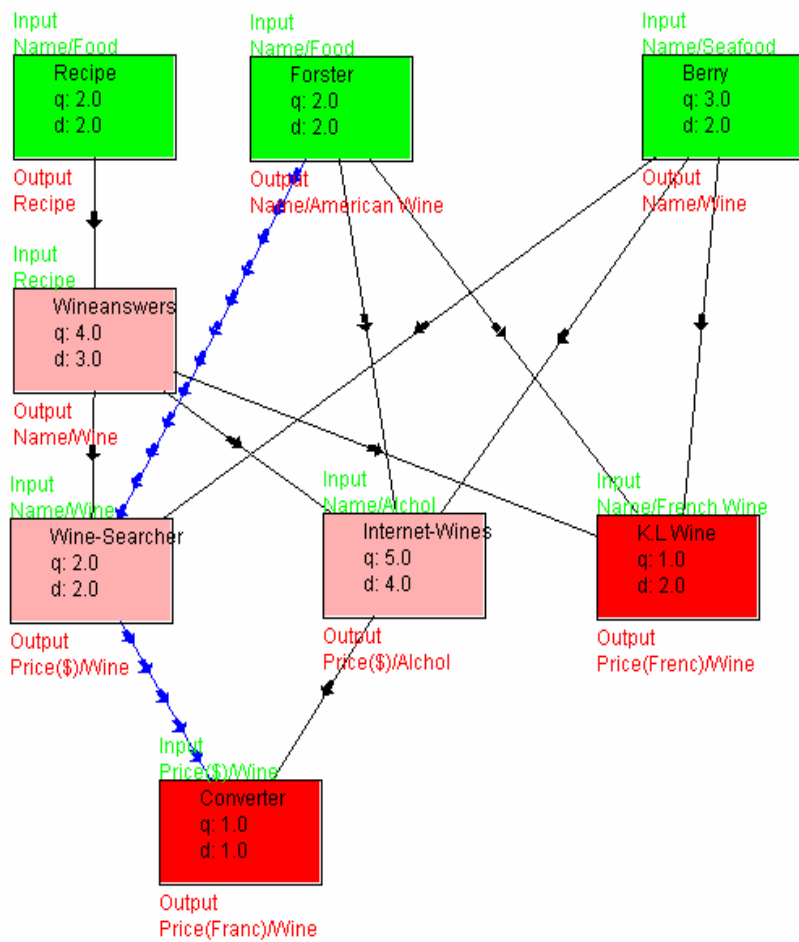 Input
Name/Food
Recipe
q: 2.0
d: 2.0
Output
Recipe
Input
Name/Food
Forster
q: 2.0
d: 2.0
Output
Name/American Wine
Input
Name/Seafood
Berry
q: 3.0
d: 2.0
Output
Name/Wine
Input
Recipe
Wineanswers
q: 4.0
d: 3.0
Output
Name/Wine
Input
Name/Wine
Wine-Searcher
q: 2.0
d: 2.0
Output
Price($)/Wine
Input
Name/Alchol
Internet-Wines
q: 5.0
d: 4.0
Output
Price($)/Alchol
Input
Name/French Wine
K.L Wine
q: 1.0
d: 2.0
Output
Price(Frenc)/Wine
Input
Price($)/Wine
Converter
q: 1.0
d: 1.0
Output
Price(Franc)/Wine